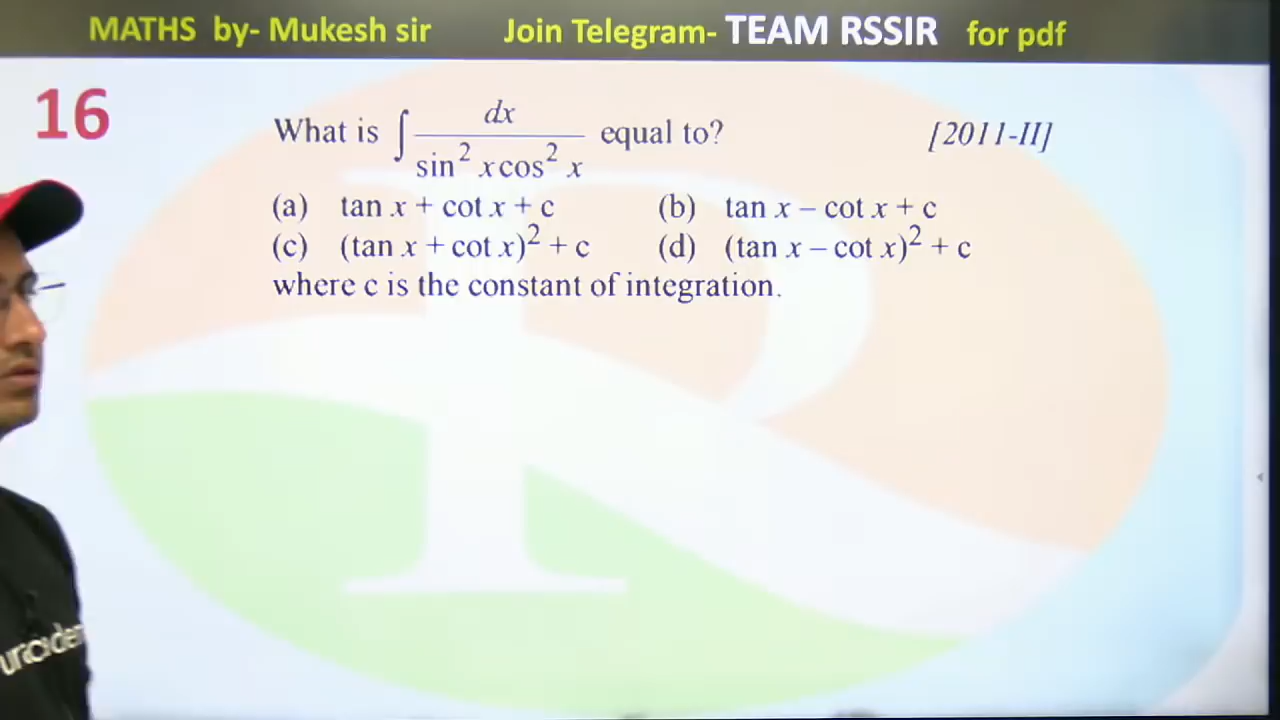 MATHS by- Mukesh sir Join Telegram- TEAM RSSIR for pdf
16
What is ∫ dx / sin² x cos² x equal to? [2011-II]
(a) tan x + cot x + c (b) tan x – cot x + c
(c) (tan x + cot x)² + c (d) (tan x – cot x)² + c
where c is the constant of integration.